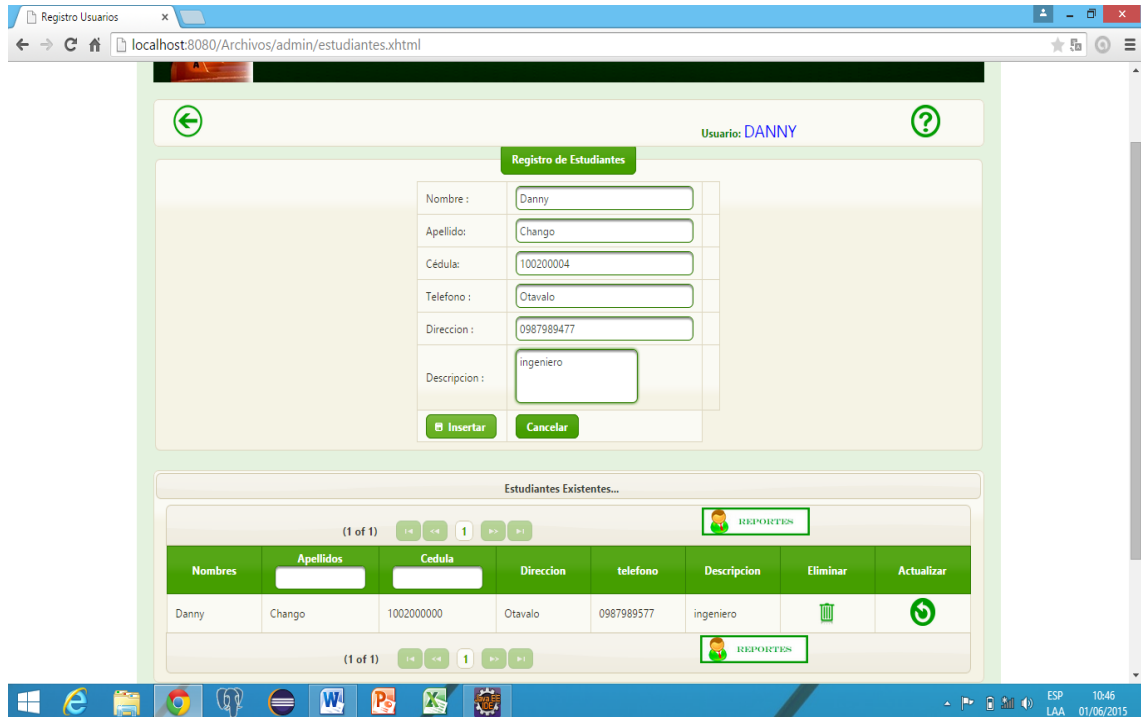 Registro Usuarios
localhost:8080/Archivos/admin/estudiantes.xhtml
Usuario: DANNY
Registro de Estudiantes
Nombre : Danny
Apellido: Chango
Cédula: 100200004
Telefono : Otavalo
Direccion : 0987989477
Descripcion : ingeniero
Insertar Cancelar
Estudiantes Existentes...
(1 of 1) 1 REPORTES
Nombres Apellidos Cedula Direccion telefono Descripcion Eliminar Actualizar
Danny Chango 1002000000 Otavalo 0987989577 ingeniero
(1 of 1) 1 REPORTES
ESP 10:46
LAA 01/06/2015